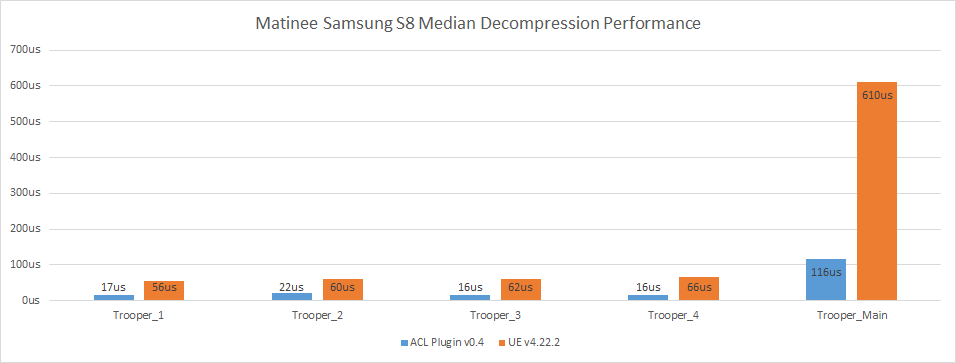 Matinee Samsung S8 Median Decompression Performance
700us
600us
500us
400us
300us
200us
100us
0us
17us 56us 22us 60us 16us 62us 16us 66us 116us 610us
Trooper_1 Trooper_2 Trooper_3 Trooper_4 Trooper_Main
ACL Plugin v0.4 UE v4.22.2